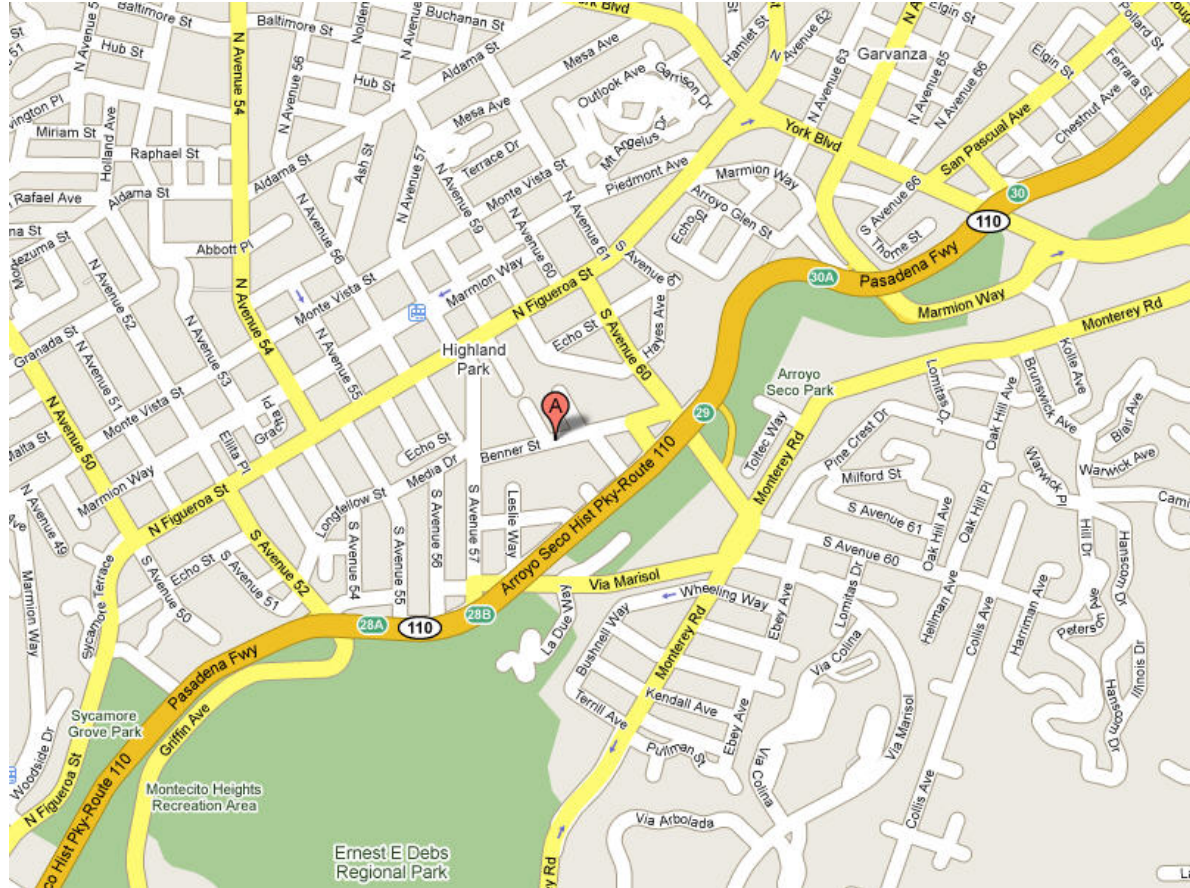 Baltimore St
Baltimore St
Buchanan St
York Blvd
Hamlet St
N Avenue 62
N Avenue 63
Garvanza
Elgin St
Pollard St
N Avenue 50
Hub St
N Avenue 54
N Avenue 56
Aldama St
Mesa Ave
Garrison Dr
Outlook Ave
N Avenue 65
N Avenue 66
Elgin St
Ferrara St
Chestnut Ave
Hub St
Mesa Ave
Miriam St
Holland Ave
Raphael St
Ash St
N Avenue 57
Terrace Dr
Mt Angelus Dr
York Blvd
San Pascual Ave
Aldama St
Aldama St
Rafael Ave
Monte Vista St
Piedmont Ave
Marmion Way
Arroyo Glen St
S Avenue 66
30
110
N Avenue 59
N Avenue 60
N Avenue 61
Echo St
Thorne St
Abbott Pl
N Avenue 56
Marmion Way
Monte Vista St
N Figueroa St
30A
Pasadena Fwy
Marmion Way
Monterey Rd
N Avenue 54
N Avenue 52
N Avenue 53
N Avenue 51
N Avenue 55
Granada St
Monte Vista St
Highland
Park
Echo St
Hayes Ave
S Avenue 60
Arroyo
Seco Park
Lomitas Dr
Oak Hill Ave
Brunswick Ave
Kolle Ave
Blair Ave
N Avenue 50
Malta St
Ellita Pl
Gracita Pl
Echo St
A
Benner St
29
Toltec Way
Pine Crest Dr
Milford St
Warwick Ave
Warwick Pl
Marmion Way
N Figueroa St
Media Dr
Longfellow St
S Avenue 56
S Avenue 57
Leslie Way
Arroyo Seco Hist Pky-Route 110
Monterey Rd
S Avenue 61
Oak Hill Ave
Oak Hill Pl
Hill Dr
Hanscom Dr
N Avenue 49
Echo St
S Avenue 50
S Avenue 51
S Avenue 52
S Avenue 54
S Avenue 55
Via Marisol
S Avenue 60
Marmion Way
Sycamore Terrace
28A
110
28B
La Due Way
Wheeling Way
Bushnell Way
Ebey Ave
Lomitas Dr
Hellman Ave
Collis Ave
Harriman Ave
Peterson Ave
Illinois Dr
Pasadena Fwy
Monterey Rd
Via Colina
Via Marisol
Hanscom Dr
Sycamore
Grove Park
Griffin Ave
Kendall Ave
Terrill Ave
Ebey Ave
Pullman St
Woodside Dr
N Figueroa St
Montecito Heights
Recreation Area
Via Colina
Collis Ave
Via Arbolada
co Hist Pky-Route 110
Ernest E Debs
Regional Park
ey Rd